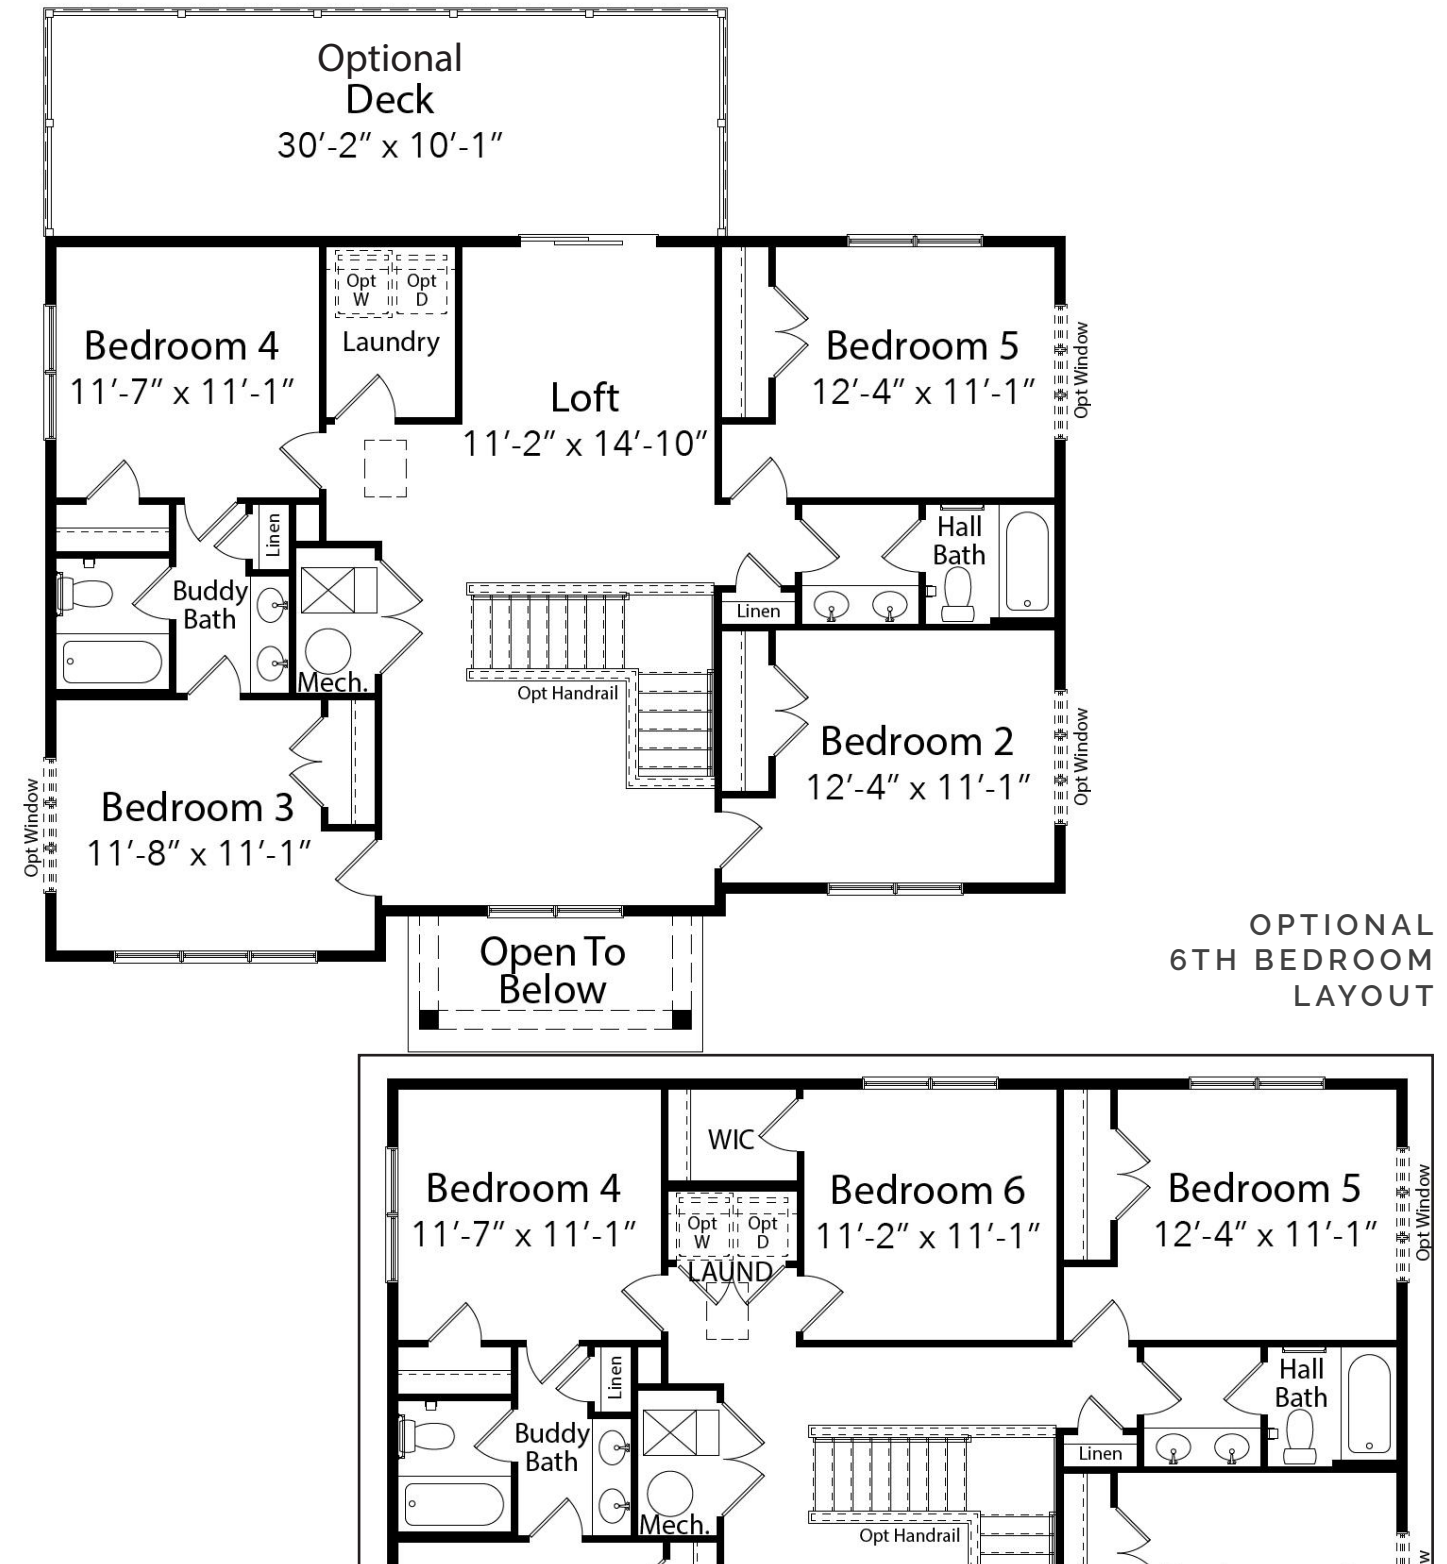 Optional
Deck
30′-2″ x 10′-1″
Opt
W
Opt
D
Laundry
Bedroom 4
11′-7″ x 11′-1″
Loft
11′-2″ x 14′-10″
Bedroom 5
12′-4″ x 11′-1″
Opt Window
Linen
Buddy
Bath
Mech.
Hall
Bath
Linen
Opt Handrail
Bedroom 2
12′-4″ x 11′-1″
Opt Window
Bedroom 3
11′-8″ x 11′-1″
Opt Window
Open To
Below
OPTIONAL
6TH BEDROOM
LAYOUT
WIC
Bedroom 4
11′-7″ x 11′-1″
Opt
W
Opt
D
LAUND
Bedroom 6
11′-2″ x 11′-1″
Bedroom 5
12′-4″ x 11′-1″
Opt Window
Linen
Buddy
Bath
Mech.
Hall
Bath
Linen
Opt Handrail